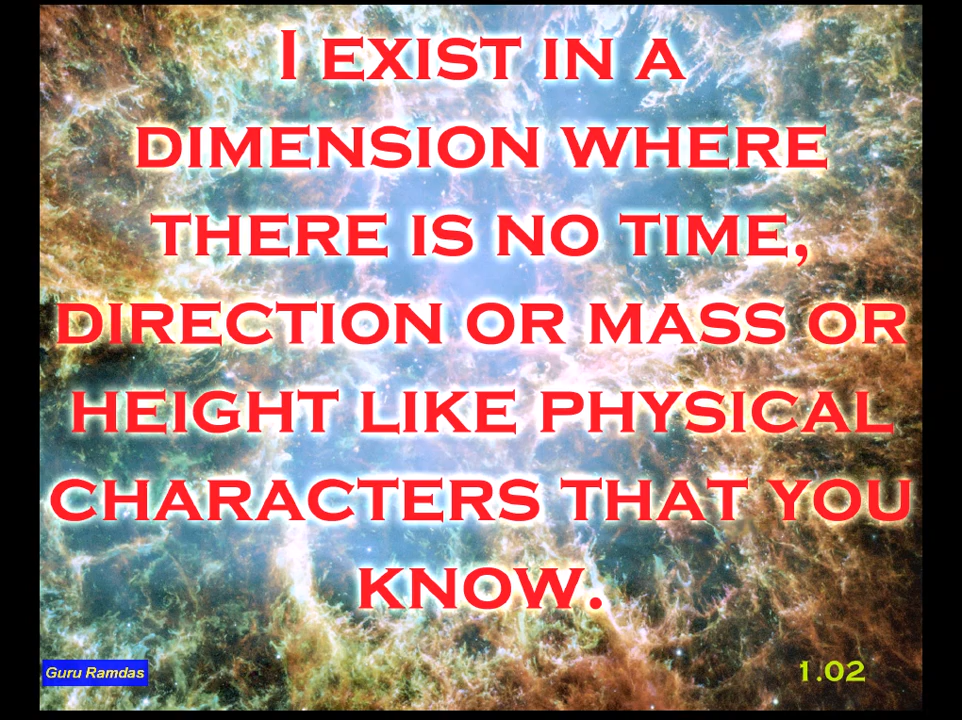 I EXIST IN A
DIMENSION WHERE
THERE IS NO TIME,
DIRECTION OR MASS OR
HEIGHT LIKE PHYSICAL
CHARACTERS THAT YOU
KNOW.
Guru Ramdas
1.02